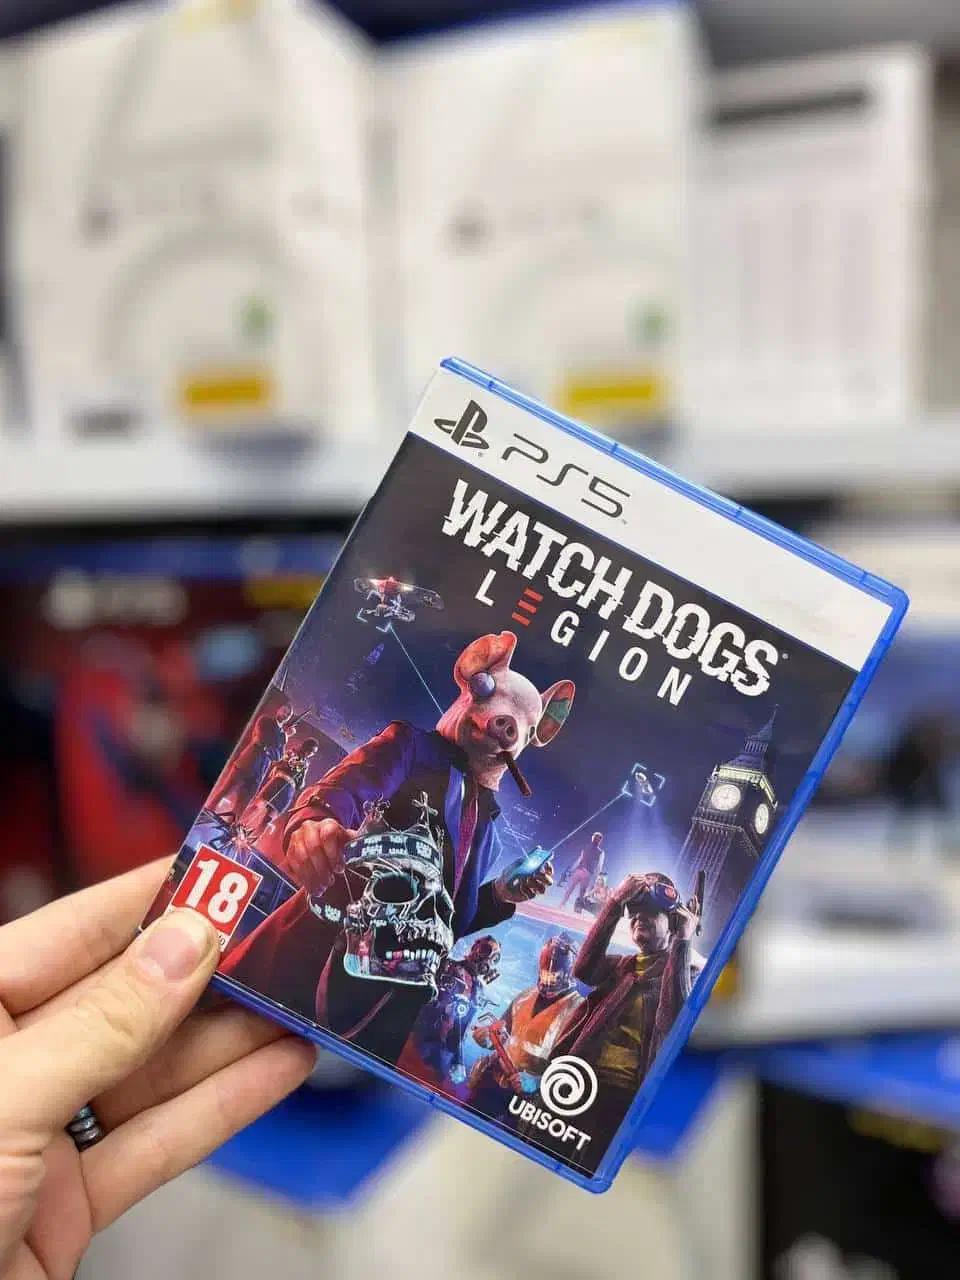 PS5
WATCH DOGS
LEGION
18
UBISOFT